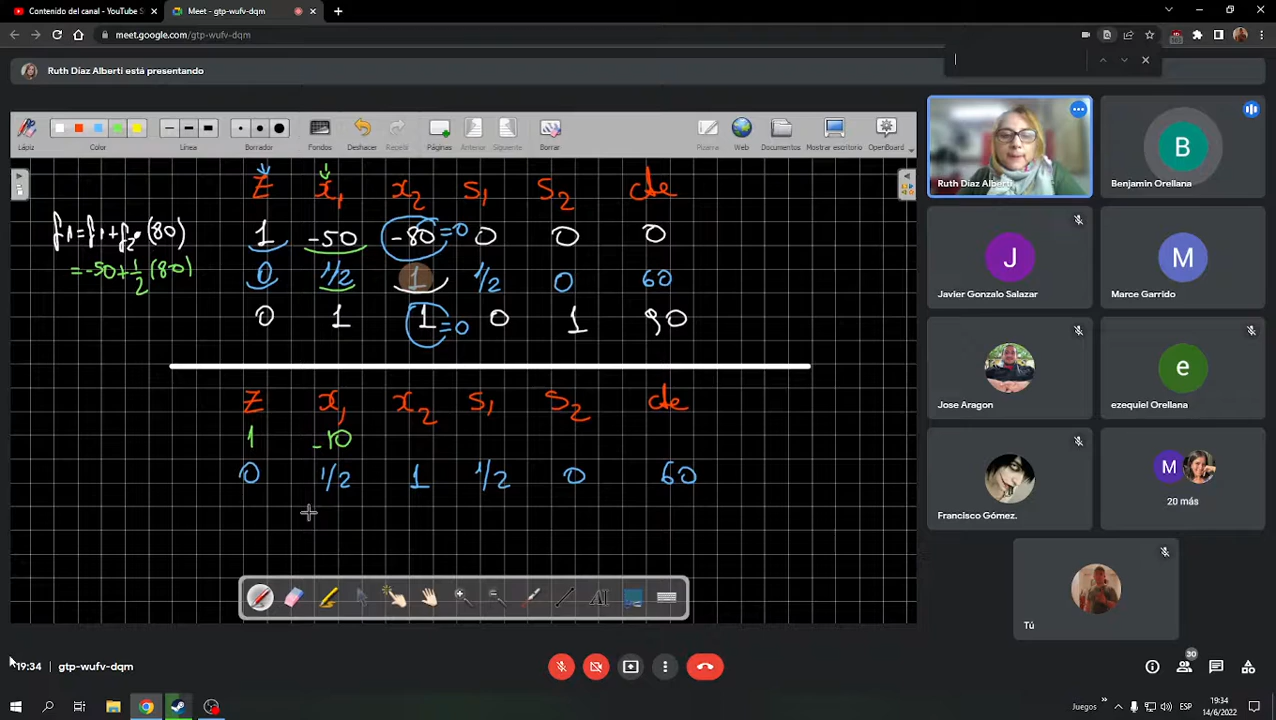 Contenido del canal - YouTube S
Meet - gtp-wufv-dqm
meet.google.com/gtp-wufv-dqm
Ruth Díaz Alberti está presentando
Lápiz
Color
Línea
Borrador
Fondos
Deshacer
Repetir
Páginas
Anterior
Siguiente
Borrar
Pizarra
Web
Documentos
Mostrar escritorio
OpenBoard
Z x₁ x₂ S₁ S₂ cte
f1=f1+f2•(80) 1 -50 -80=0 0 0 0
=-50+1/2(80) 0 1/2 1 1/2 0 60
0 1 1=0 0 1 90
Z x₁ x₂ S₁ S₂ cte
1 -10
0 1/2 1 1/2 0 60
Ruth Díaz Alberti
B
Benjamin Orellana
J
Javier Gonzalo Salazar
M
Marce Garrido
Jose Aragon
e
ezequiel Orellana
Francisco Gómez.
M
20 más
Tú
19:34 | gtp-wufv-dqm
30
Juegos
ESP
19:34
14/6/2022